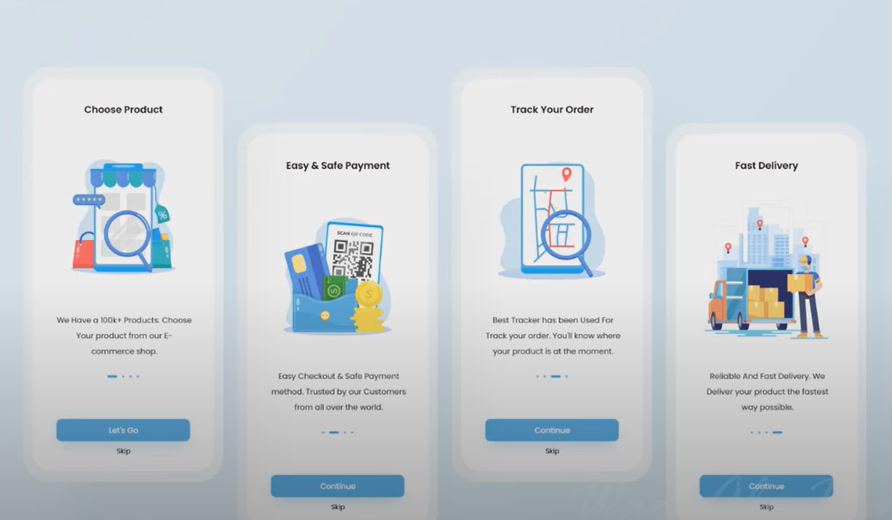 Choose Product
%
We Have a 100k+ Products. Choose
Your product from our E-
commerce shop.
Let's Go
Skip
Easy & Safe Payment
SCAN QR CODE
$
$
Easy Checkout & Safe Payment
method. Trusted by our Customers
from all over the world.
Continue
Skip
Track Your Order
Best Tracker has been Used For
Track your order. You'll know where
your product is at the moment.
Continue
Skip
Fast Delivery
Reliable And Fast Delivery. We
Deliver your product the fastest
way possible.
Continue
Skip